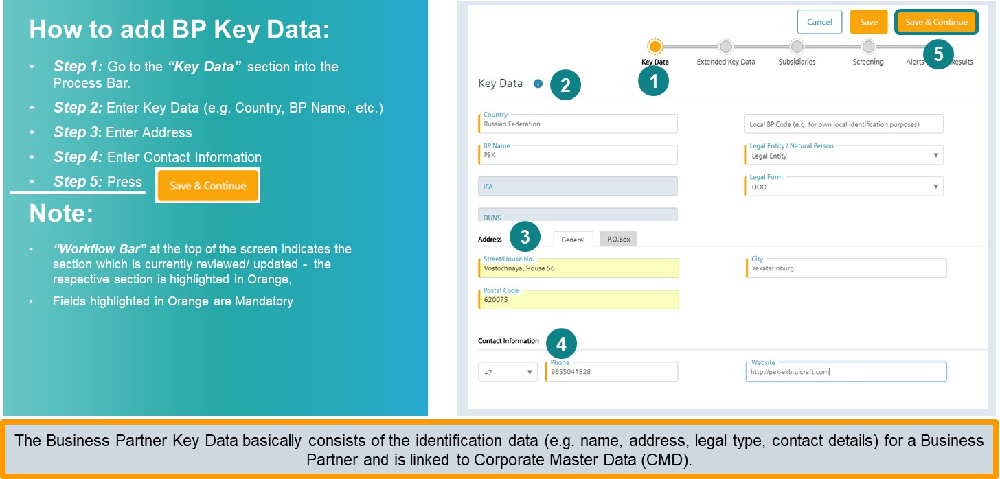 How to add BP Key Data:
• Step 1: Go to the “Key Data” section into the
Process Bar.
• Step 2: Enter Key Data (e.g. Country, BP Name, etc.)
• Step 3: Enter Address
• Step 4: Enter Contact Information
• Step 5: Press
Save & Continue
Note:
• “Workflow Bar” at the top of the screen indicates the
section which is currently reviewed/ updated - the
respective section is highlighted in Orange,
• Fields highlighted in Orange are Mandatory
Cancel Save Save & Continue
Key Data Extended Key Data Subsidiaries Screening Alerts 5 Results
1
Key Data i 2
Country
Russian Federation
Local BP Code (e.g. for own local identification purposes)
BP Name
PEK
Legal Entity / Natural Person
Legal Entity
IFA
Legal Form
OOO
DUNS
Address 3 General P.O.Box
Street/House No.
Vostochnaya, House 56
City
Yekaterinburg
Postal Code
620075
Contact Information 4
+7
Phone
9655041528
Website
http://pek-ekb.ulcraft.com
The Business Partner Key Data basically consists of the identification data (e.g. name, address, legal type, contact details) for a Business
Partner and is linked to Corporate Master Data (CMD).